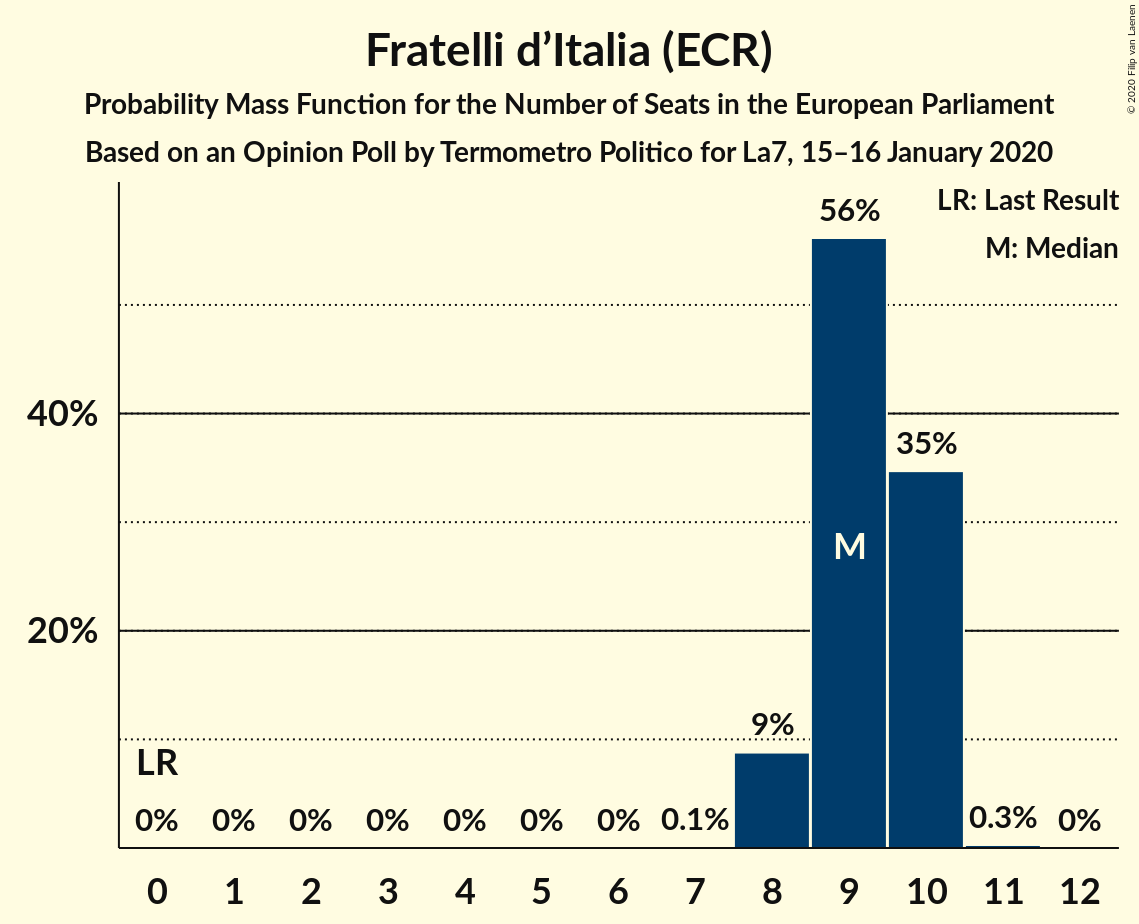 Fratelli d’Italia (ECR)
Probability Mass Function for the Number of Seats in the European Parliament
Based on an Opinion Poll by Termometro Politico for La7, 15–16 January 2020
© 2020 Filip van Laenen
LR: Last Result
M: Median
56%
40%
35%
M
20%
9%
LR
0% 0% 0% 0% 0% 0% 0% 0.1% 0.3% 0%
0 1 2 3 4 5 6 7 8 9 10 11 12